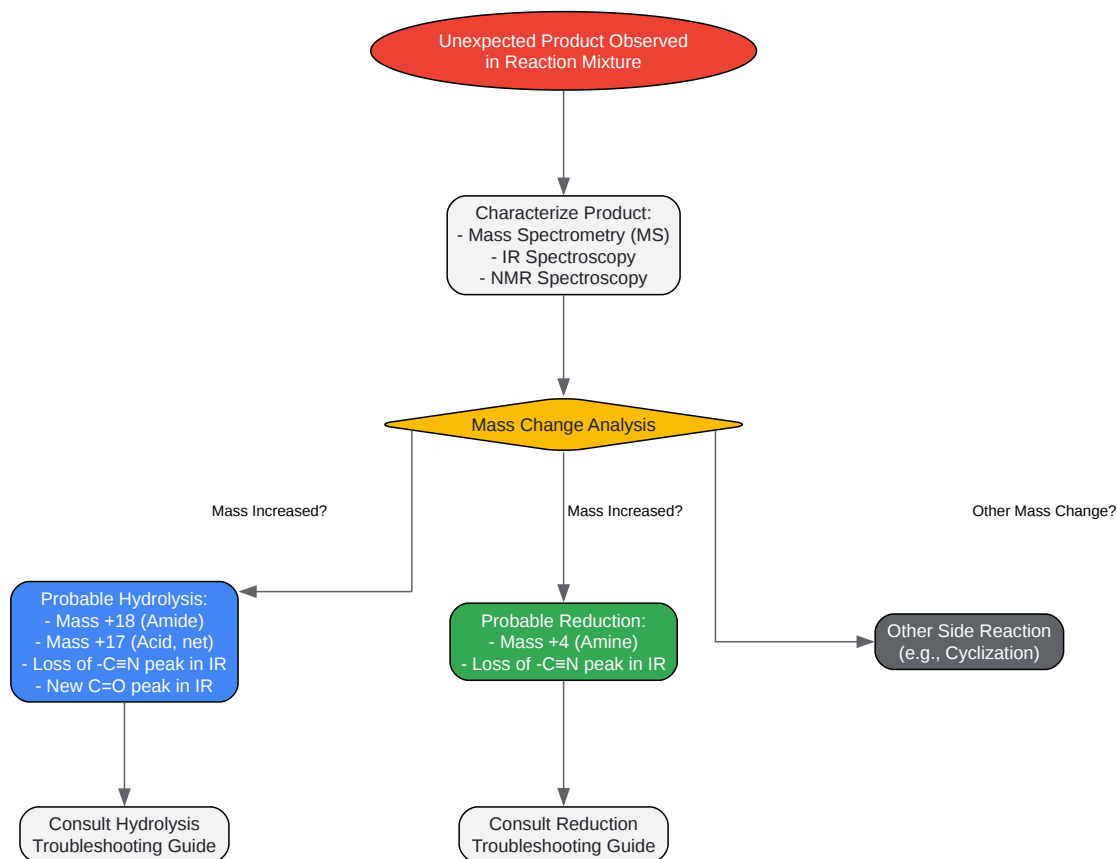 Unexpected Product Observed
in Reaction Mixture
Characterize Product:
- Mass Spectrometry (MS)
- IR Spectroscopy
- NMR Spectroscopy
Mass Change Analysis
Mass Increased?
Mass Increased?
Other Mass Change?
Probable Hydrolysis:
- Mass +18 (Amide)
- Mass +17 (Acid, net)
- Loss of -C≡N peak in IR
- New C=O peak in IR
Probable Reduction:
- Mass +4 (Amine)
- Loss of -C≡N peak in IR
Other Side Reaction
(e.g., Cyclization)
Consult Hydrolysis
Troubleshooting Guide
Consult Reduction
Troubleshooting Guide